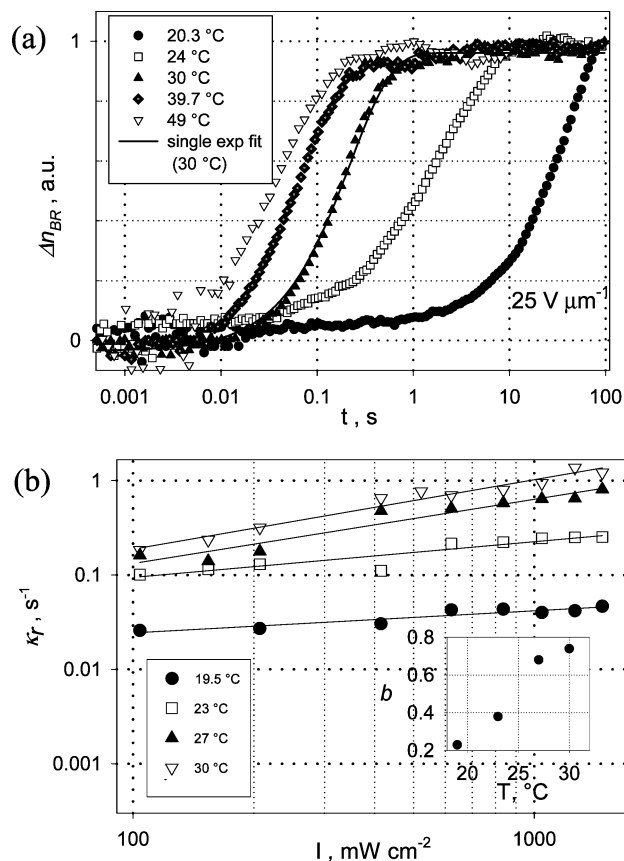 (a)
20.3 °C
24 °C
30 °C
39.7 °C
49 °C
single exp fit
(30 °C)
Δn_BR , a.u.
1
0
25 V μm⁻¹
0.001 0.01 0.1 1 10 100
t , s
(b)
κ_r , s⁻¹
1
0.1
0.01
0.001
19.5 °C
23 °C
27 °C
30 °C
b
0.8
0.6
0.4
0.2
20 25 30
T, °C
100 1000
I , mW cm⁻²